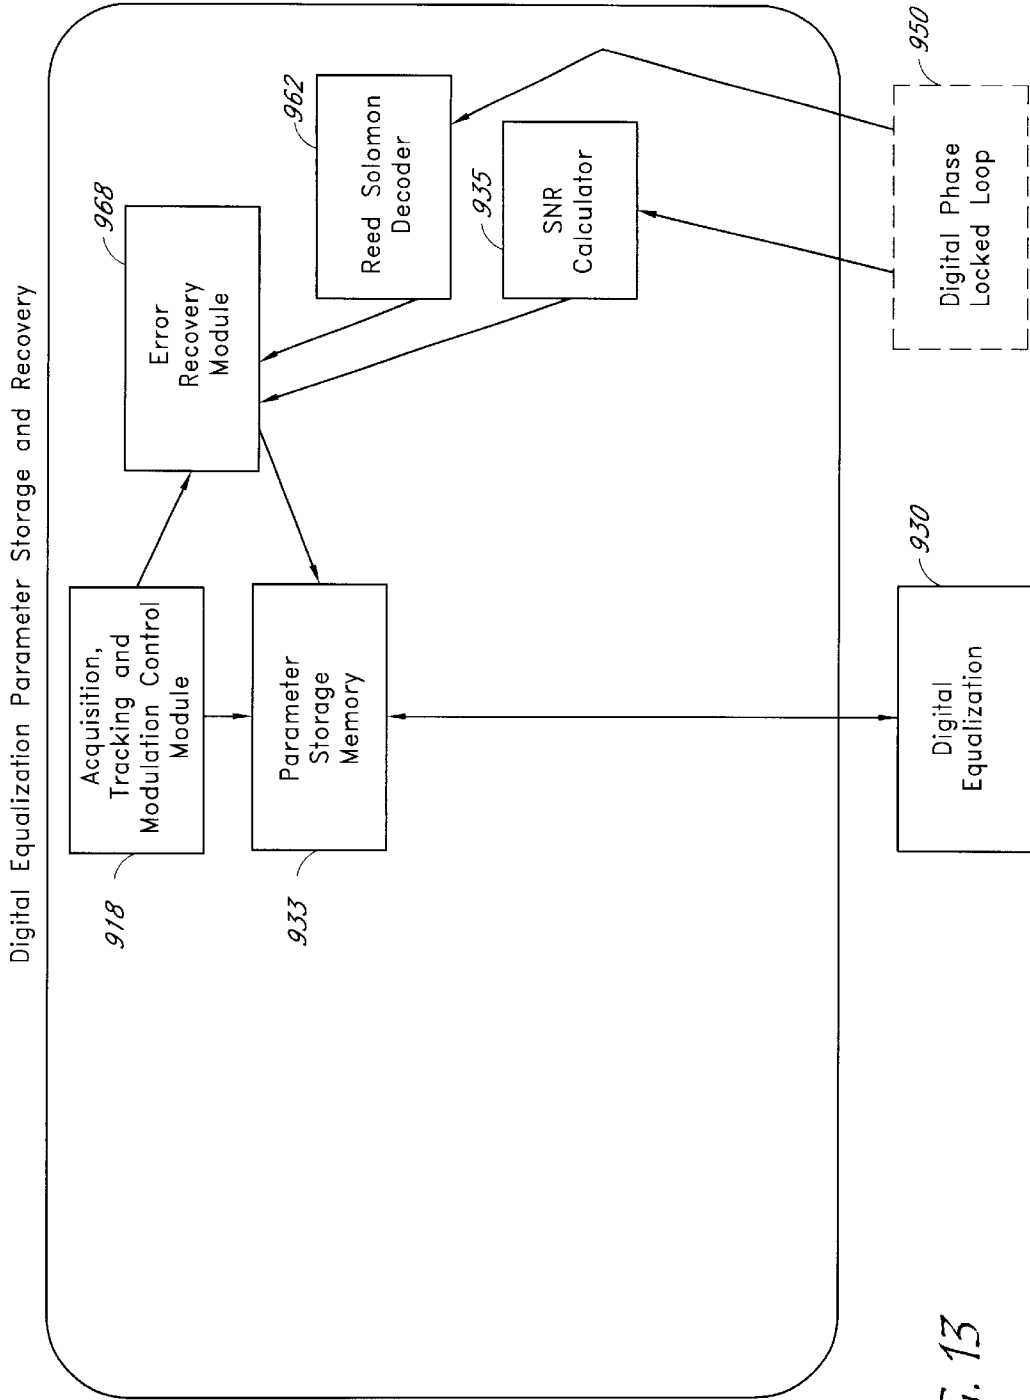 Digital Equalization Parameter Storage and Recovery
918
Acquisition,
Tracking and
Modulation Control
Module
968
Error
Recovery
Module
933
Parameter
Storage
Memory
962
Reed Solomon
Decoder
935
SNR
Calculator
930
Digital
Equalization
950
Digital Phase
Locked Loop
13